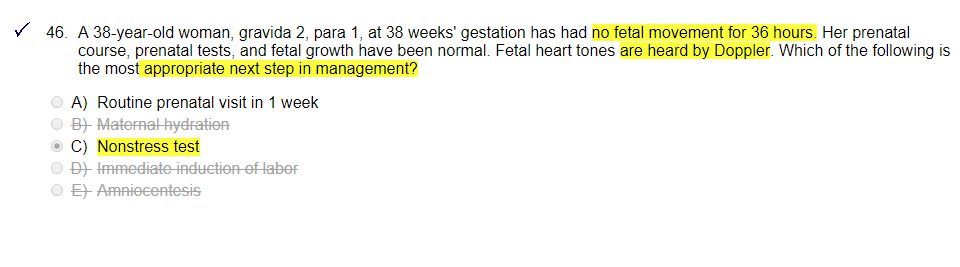 46. A 38-year-old woman, gravida 2, para 1, at 38 weeks' gestation has had no fetal movement for 36 hours. Her prenatal
course, prenatal tests, and fetal growth have been normal. Fetal heart tones are heard by Doppler. Which of the following is
the most appropriate next step in management?
A) Routine prenatal visit in 1 week
B) Maternal hydration
C) Nonstress test
D) Immediate induction of labor
E) Amniocentesis